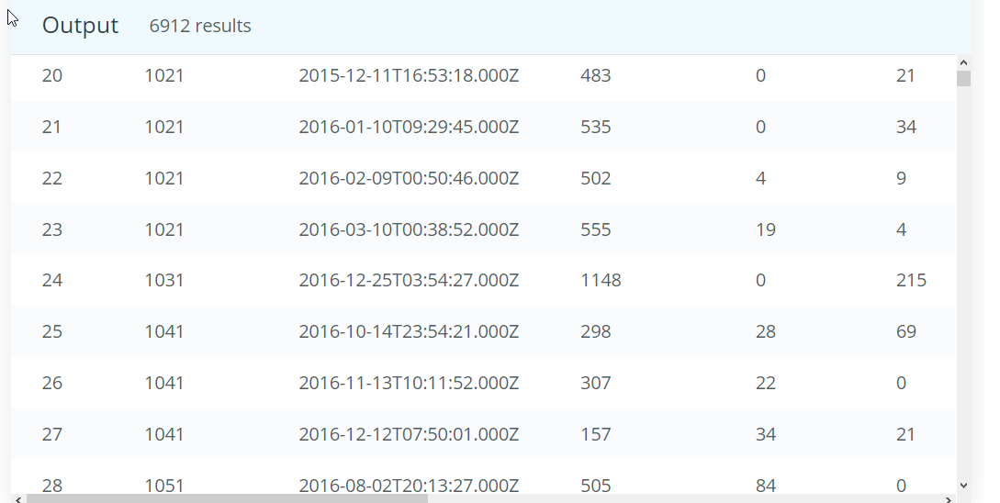 Output 6912 results
20 1021 2015-12-11T16:53:18.000Z 483 0 21
21 1021 2016-01-10T09:29:45.000Z 535 0 34
22 1021 2016-02-09T00:50:46.000Z 502 4 9
23 1021 2016-03-10T00:38:52.000Z 555 19 4
24 1031 2016-12-25T03:54:27.000Z 1148 0 215
25 1041 2016-10-14T23:54:21.000Z 298 28 69
26 1041 2016-11-13T10:11:52.000Z 307 22 0
27 1041 2016-12-12T07:50:01.000Z 157 34 21
28 1051 2016-08-02T20:13:27.000Z 505 84 0